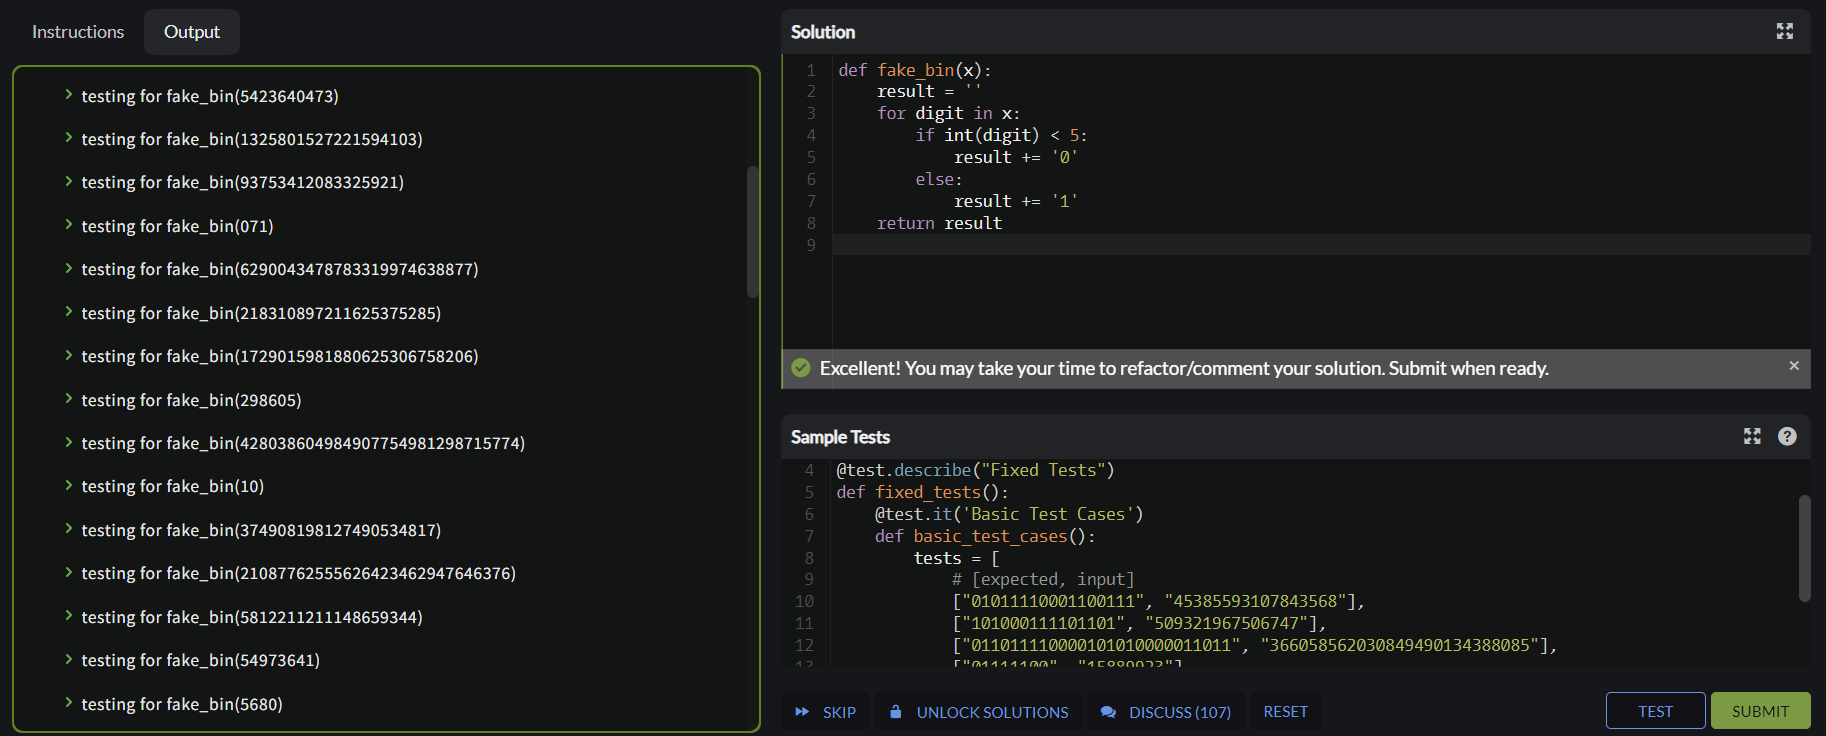 Instructions
Output
testing for fake_bin(5423640473)
testing for fake_bin(1325801527221594103)
testing for fake_bin(93753412083325921)
testing for fake_bin(071)
testing for fake_bin(6290043478783319974638877)
testing for fake_bin(218310897211625375285)
testing for fake_bin(1729015981880625306758206)
testing for fake_bin(298605)
testing for fake_bin(428038604984907754981298715774)
testing for fake_bin(10)
testing for fake_bin(374908198127490534817)
testing for fake_bin(21087762555626423462947646376)
testing for fake_bin(5812211211148659344)
testing for fake_bin(54973641)
testing for fake_bin(5680)
Solution
1 def fake_bin(x):
2 result = ''
3 for digit in x:
4 if int(digit) < 5:
5 result += '0'
6 else:
7 result += '1'
8 return result
9
Excellent! You may take your time to refactor/comment your solution. Submit when ready.
Sample Tests
4 @test.describe("Fixed Tests")
5 def fixed_tests():
6 @test.it('Basic Test Cases')
7 def basic_test_cases():
8 tests = [
9 # [expected, input]
10 ["01011110001100111", "45385593107843568"],
11 ["101000111101101", "509321967506747"],
12 ["011011110000101010000011011", "366058562030849490134388085"],
13 ["01111100", "15889923"]
SKIP
UNLOCK SOLUTIONS
DISCUSS (107)
RESET
TEST
SUBMIT